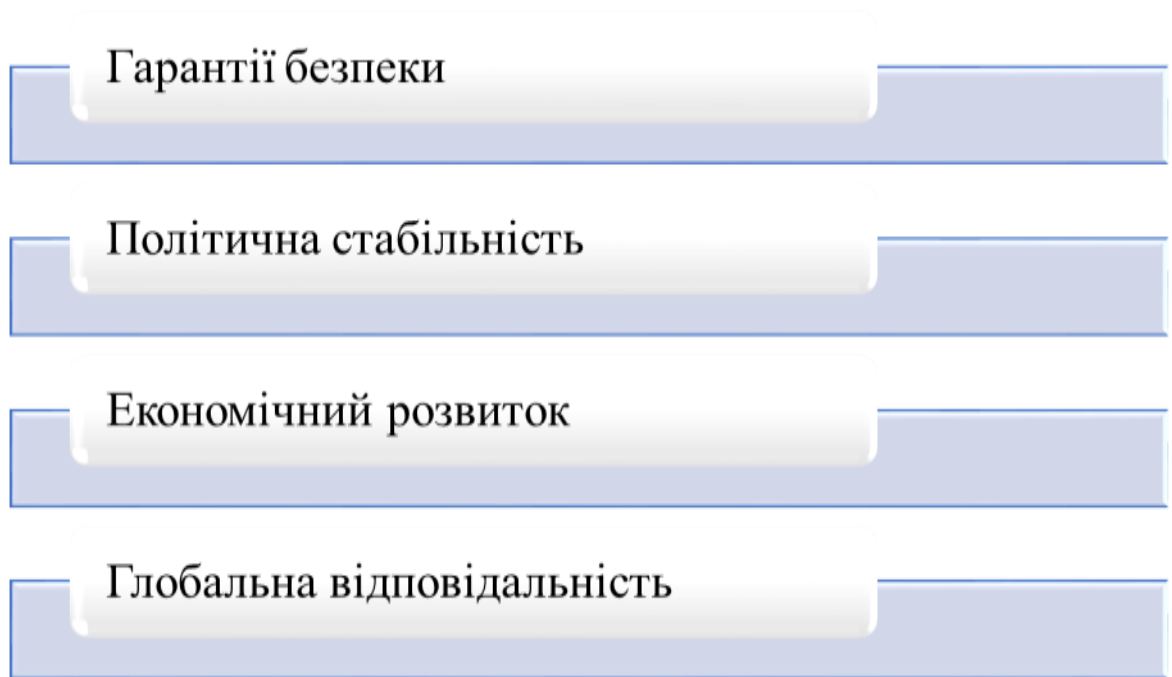 Гарантії безпеки
Політична стабільність
Економічний розвиток
Глобальна відповідальність